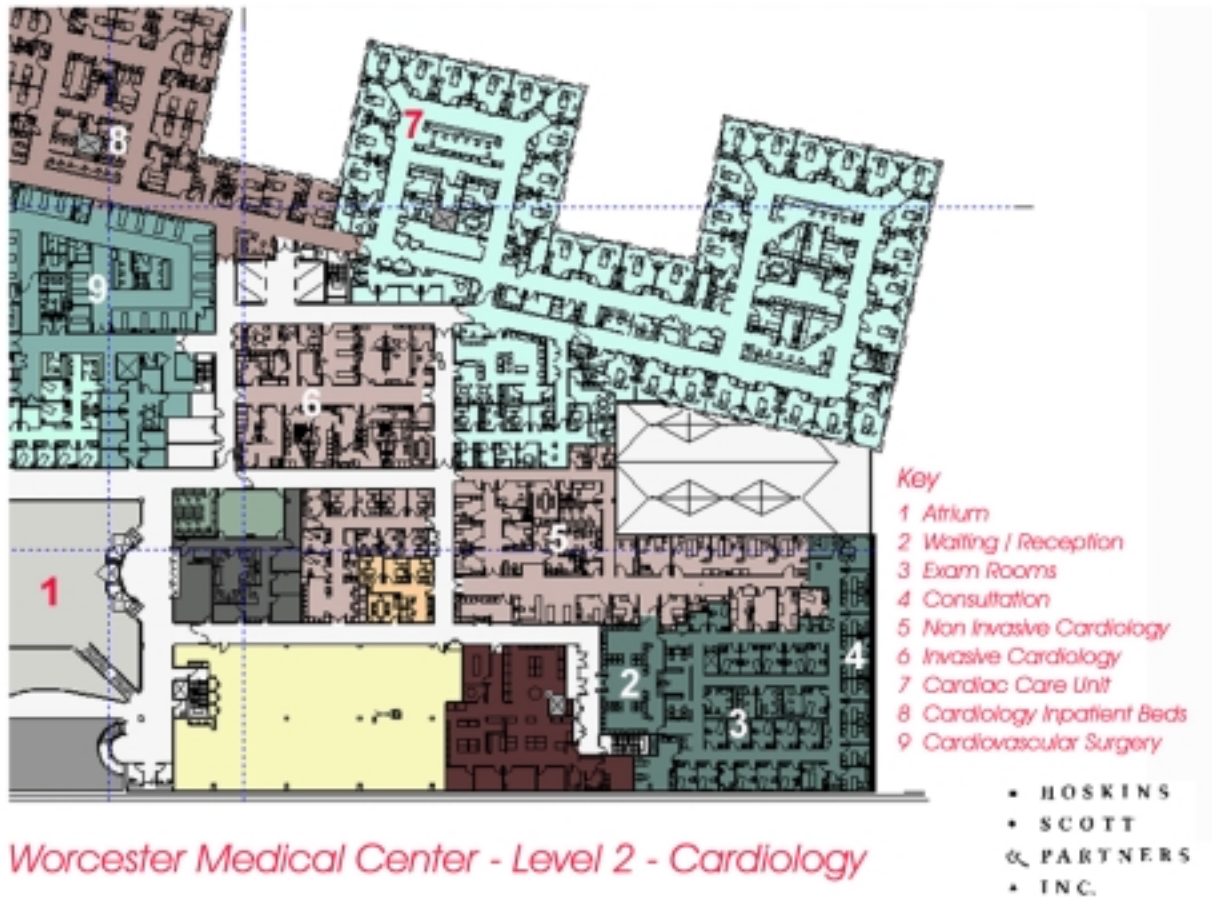 7
8
9
6
5
1
4
2
3
Key
1 Atrium
2 Waiting / Reception
3 Exam Rooms
4 Consultation
5 Non Invasive Cardiology
6 Invasive Cardiology
7 Cardiac Care Unit
8 Cardiology Inpatient Beds
9 Cardiovascular Surgery
Worcester Medical Center - Level 2 - Cardiology
• HOSKINS
• SCOTT
& PARTNERS
• INC.